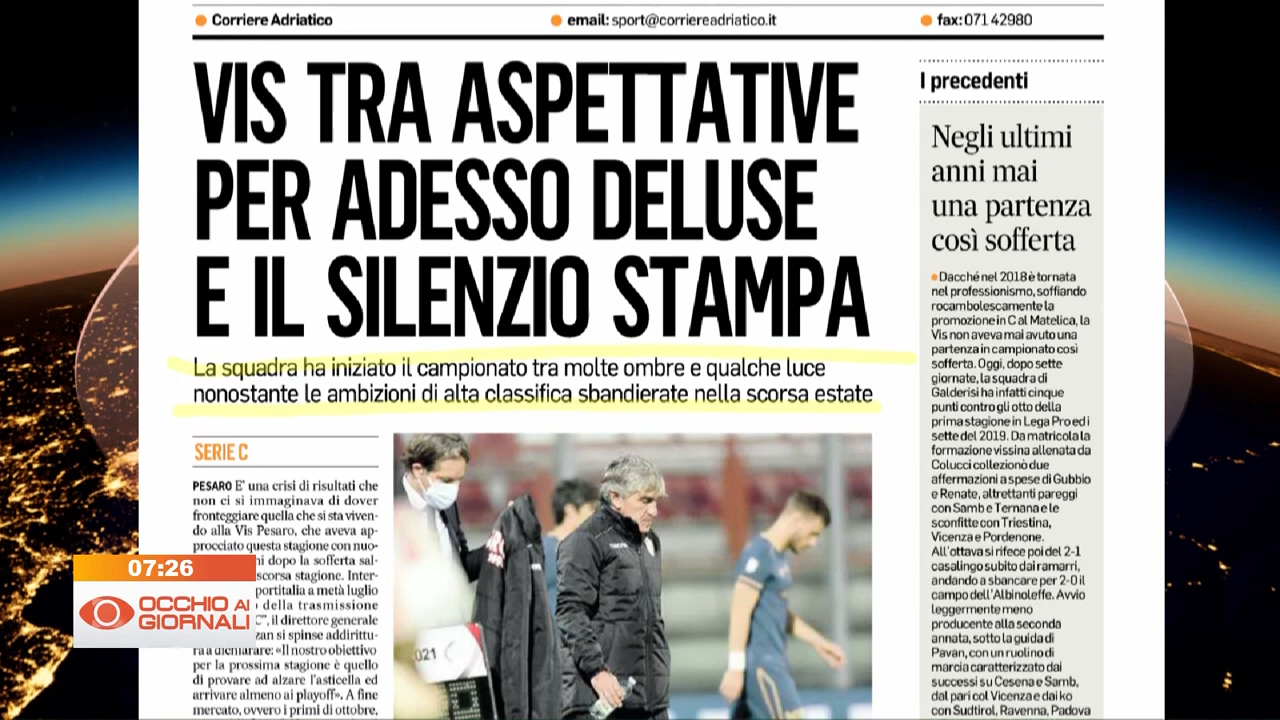 Corriere Adriatico
email: sport@corriereadriatico.it
fax: 071 42980
VIS TRA ASPETTATIVE
PER ADESSO DELUSE
E IL SILENZIO STAMPA
La squadra ha iniziato il campionato tra molte ombre e qualche luce
nonostante le ambizioni di alta classifica sbandierate nella scorsa estate
SERIE C
PESARO E' una crisi di risultati che
non ci si immaginava di dover
fronteggiare quella che si sta viven-
do alla Vis Pesaro, che aveva ap-
procciato questa stagione con nuo-
ni dopo la sofferta sal-
scorsa stagione. Inter-
portitalia a metà luglio
della trasmissione
C", il direttore generale
zan si spinse addirittu-
ra a dichiarare: «Il nostro obiettivo
per la prossima stagione è quello
di provare ad alzare l'asticella ed
arrivare almeno ai playoff». A fine
mercato, ovvero i primi di ottobre,
021
I precedenti
Negli ultimi
anni mai
una partenza
così sofferta
Dacché nel 2018 è tornata
nel professionismo, soffiando
rocambolescamente la
promozione in C al Matelica, la
Vis non aveva mai avuto una
partenza in campionato così
sofferta. Oggi, dopo sette
giornate, la squadra di
Galderisi ha infatti cinque
punti contro gli otto della
prima stagione in Lega Pro ed i
sette del 2019. Da matricola la
formazione vissina allenata da
Colucci collezionò due
affermazioni a spese di Gubbio
e Renate, altrettanti pareggi
con Samb e Ternana e le
sconfitte con Triestina,
Vicenza e Pordenone.
All'ottava si rifece poi del 2-1
casalingo subito dai ramarri,
andando a sbancare per 2-0 il
campo dell'Albinoleffe. Avvio
leggermente meno
producente alla seconda
annata, sotto la guida di
Pavan, con un ruolino di
marcia caratterizzato dai
successi su Cesena e Samb,
dal pari col Vicenza e dai ko
con Sudtirol, Ravenna, Padova
07:26
OCCHIO AI
GIORNALI